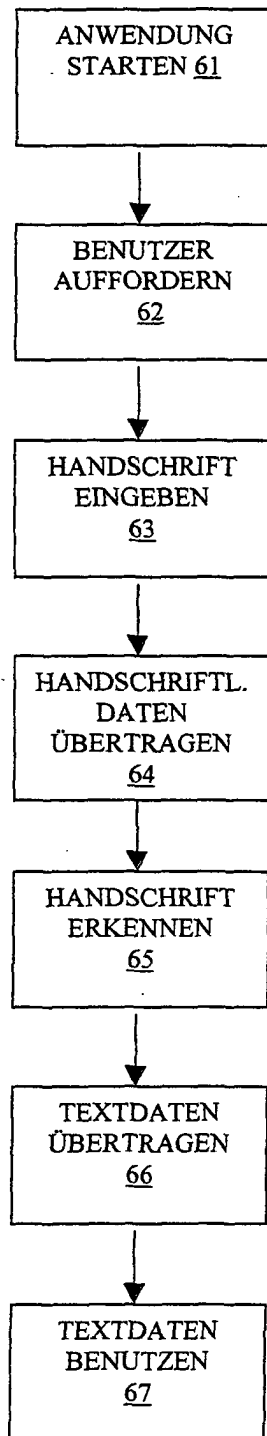 ANWENDUNG
STARTEN 61
BENUTZER
AUFFORDERN
62
HANDSCHRIFT
EINGEBEN
63
HANDSCHRIFTL.
DATEN
ÜBERTRAGEN
64
HANDSCHRIFT
ERKENNEN
65
TEXTDATEN
ÜBERTRAGEN
66
TEXTDATEN
BENUTZEN
67